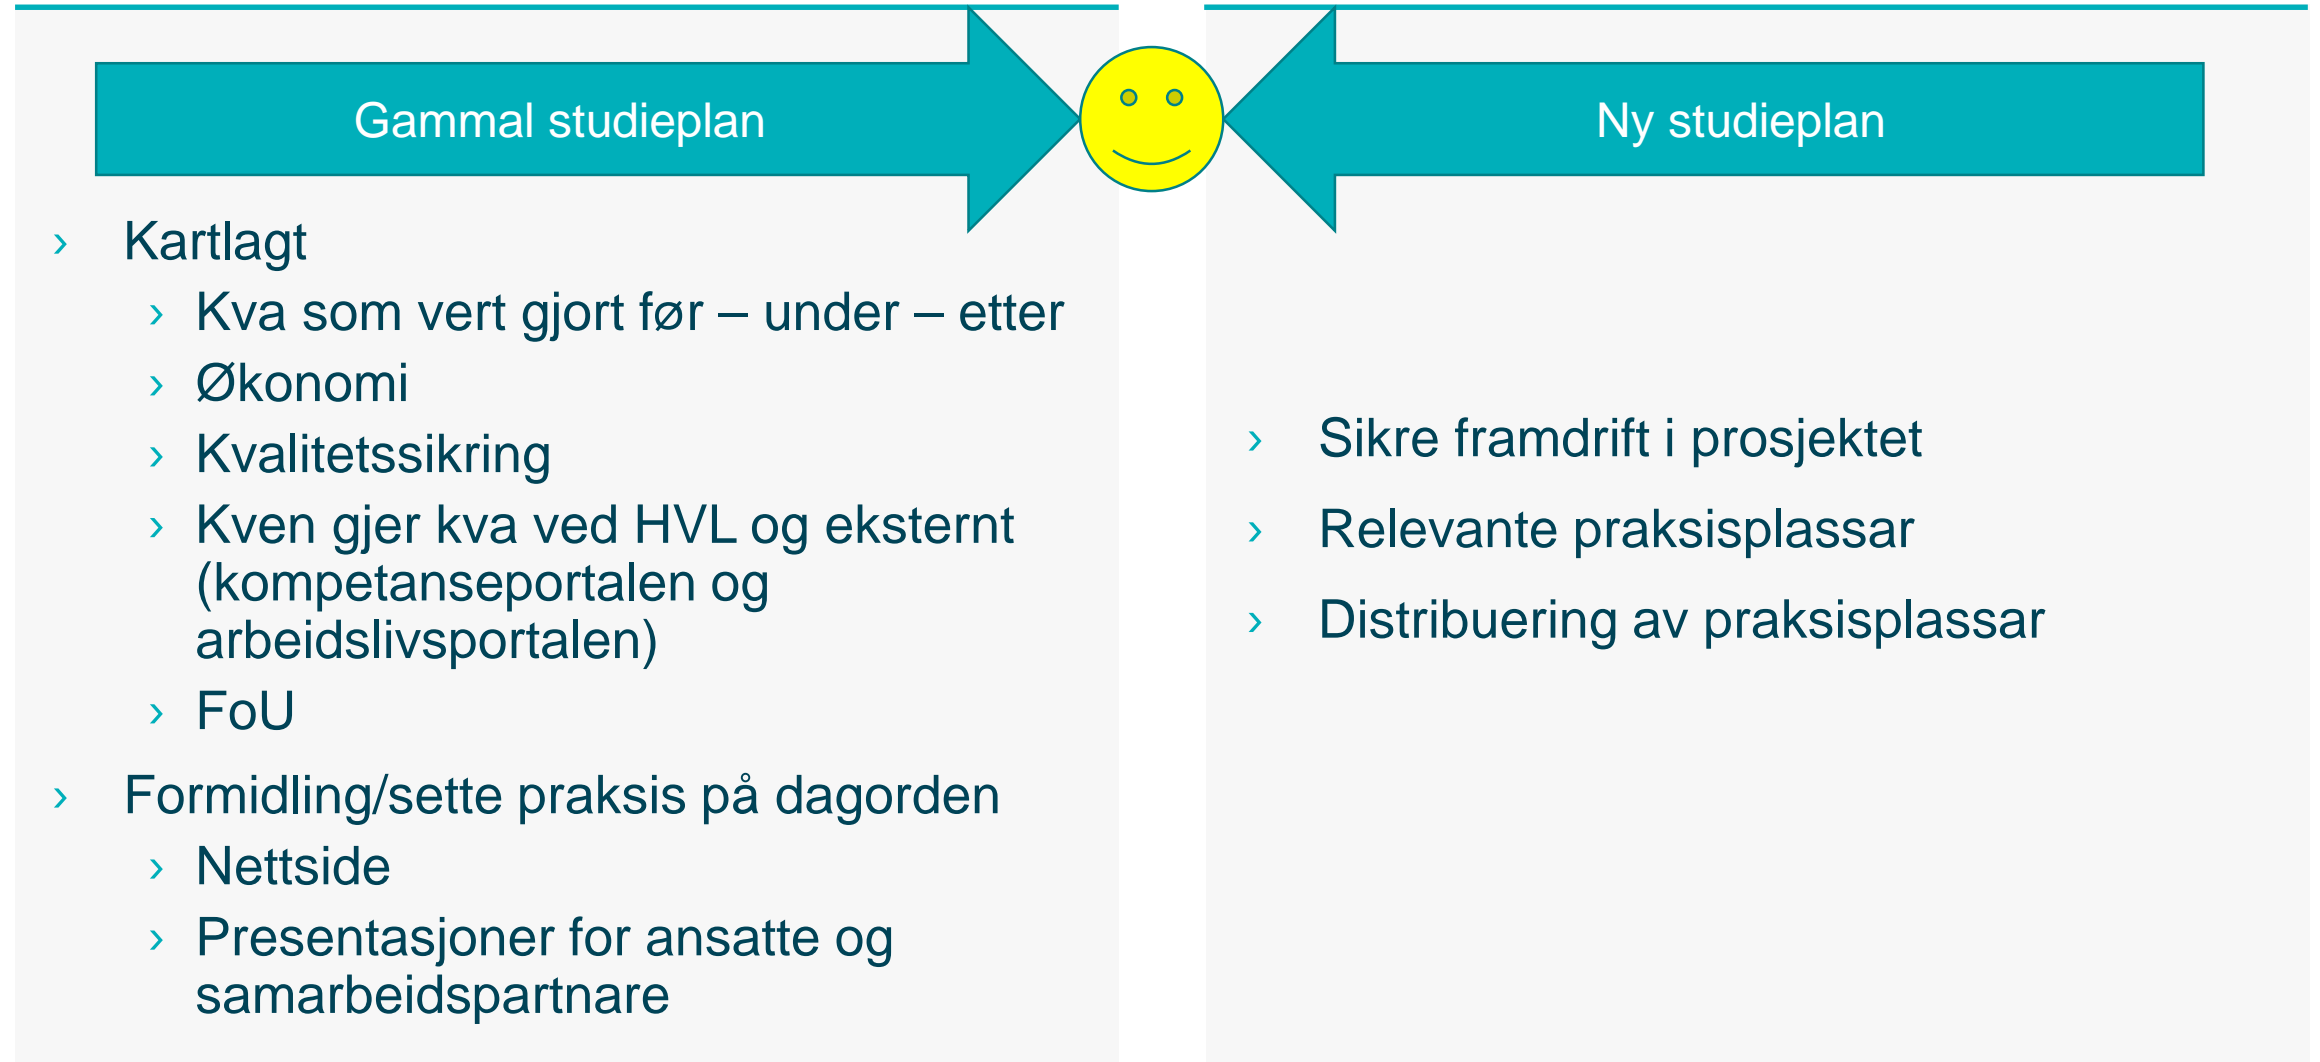 Gammal studieplan
› Kartlagt
› Kva som vert gjort før – under – etter
› Økonomi
› Kvalitetssikring
› Kven gjer kva ved HVL og eksternt
(kompetanseportalen og
arbeidslivsportalen)
› FoU
› Formidling/sette praksis på dagorden
› Nettside
› Presentasjoner for ansatte og
samarbeidspartnare
Ny studieplan
› Sikre framdrift i prosjektet
› Relevante praksisplassar
› Distribuering av praksisplassar